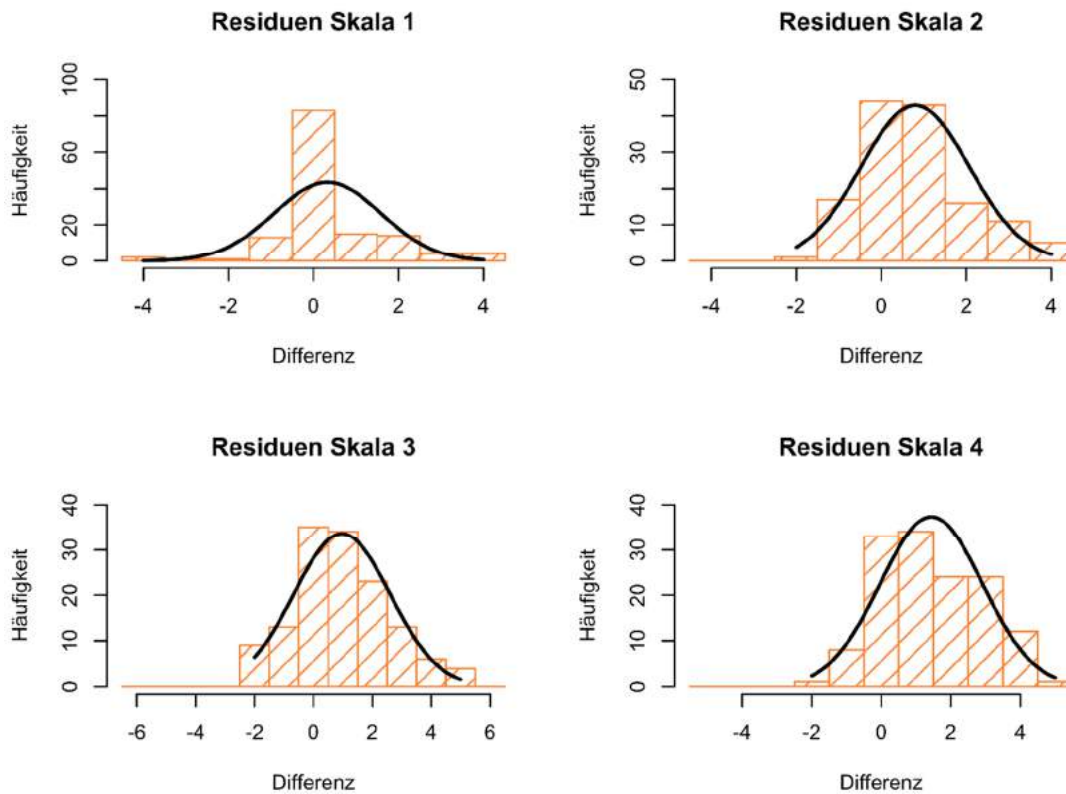 Residuen Skala 1
Häufigkeit
0 20 60 100
-4 -2 0 2 4
Differenz
Residuen Skala 2
Häufigkeit
0 10 30 50
-4 -2 0 2 4
Differenz
Residuen Skala 3
Häufigkeit
0 10 20 30 40
-6 -4 -2 0 2 4 6
Differenz
Residuen Skala 4
Häufigkeit
0 10 20 30 40
-4 -2 0 2 4
Differenz